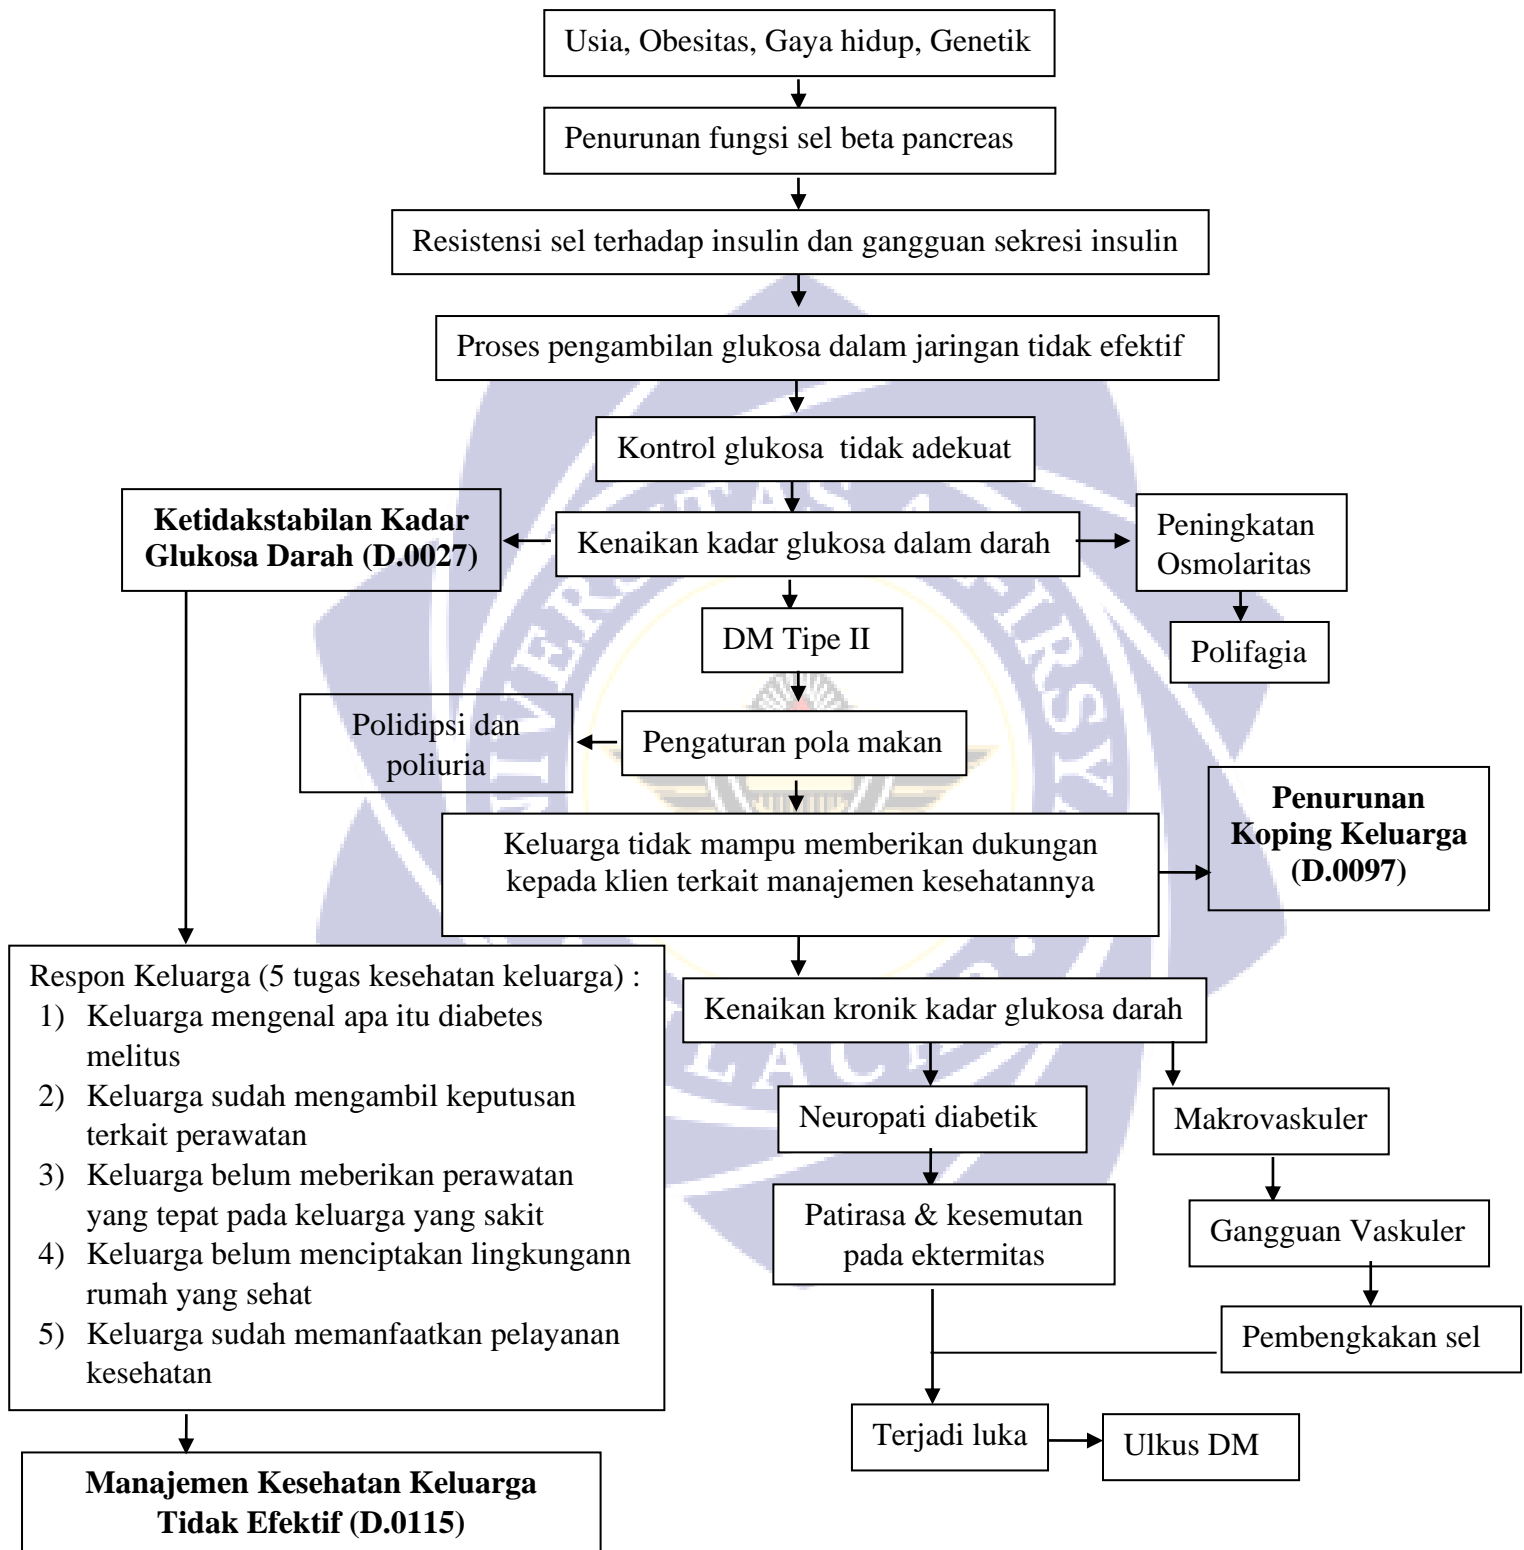 Usia, Obesitas, Gaya hidup, Genetik
Penurunan fungsi sel beta pancreas
Resistensi sel terhadap insulin dan gangguan sekresi insulin
Proses pengambilan glukosa dalam jaringan tidak efektif
Kontrol glukosa  tidak adekuat
Ketidakstabilan Kadar
Glukosa Darah (D.0027)
Kenaikan kadar glukosa dalam darah
Peningkatan
Osmolaritas
DM Tipe II
Polifagia
Polidipsi dan
poliuria
Pengaturan pola makan
Penurunan
Koping Keluarga
(D.0097)
Keluarga tidak mampu memberikan dukungan
kepada klien terkait manajemen kesehatannya
Respon Keluarga (5 tugas kesehatan keluarga) :
1) Keluarga mengenal apa itu diabetes
melitus
2) Keluarga sudah mengambil keputusan
terkait perawatan
3) Keluarga belum meberikan perawatan
yang tepat pada keluarga yang sakit
4) Keluarga belum menciptakan lingkungann
rumah yang sehat
5) Keluarga sudah memanfaatkan pelayanan
kesehatan
Kenaikan kronik kadar glukosa darah
Neuropati diabetik
Makrovaskuler
Patirasa & kesemutan
pada ektermitas
Gangguan Vaskuler
Pembengkakan sel
Terjadi luka
Ulkus DM
Manajemen Kesehatan Keluarga
Tidak Efektif (D.0115)